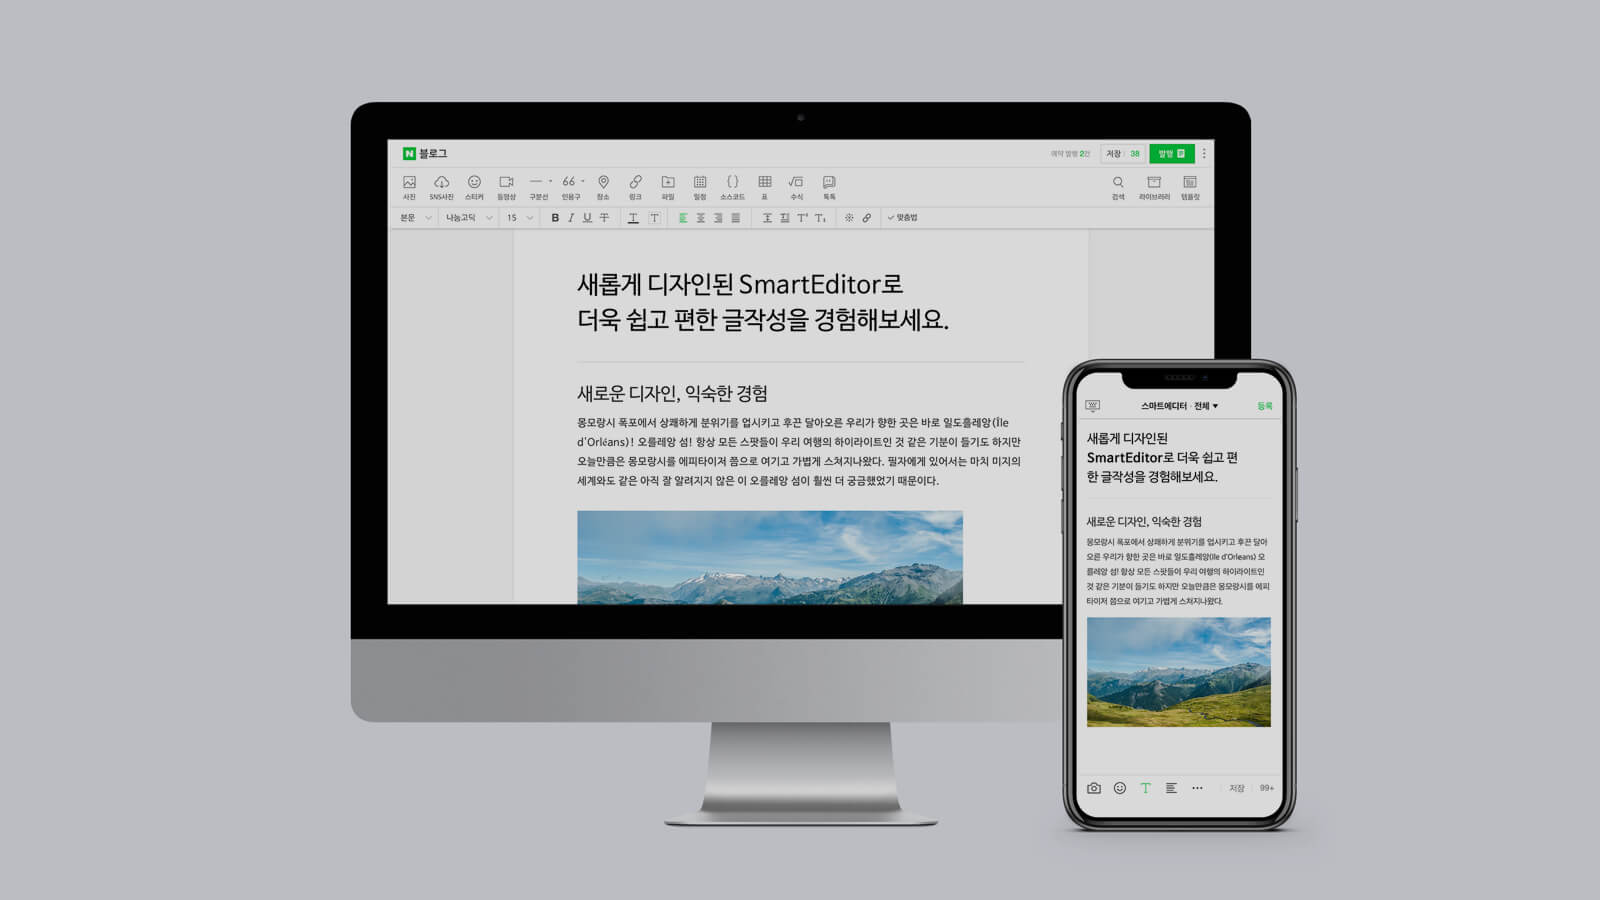 N 블로그
예약 발행 2건 저장 38 발행
사진 SNS사진 스티커 동영상 구분선 인용구 장소 링크 파일 일정 소스코드 표 수식 톡톡 검색 라이브러리 템플릿
본문 나눔고딕 15 B I U T T T T T 맞춤법
새롭게 디자인된 SmartEditor로
더욱 쉽고 편한 글작성을 경험해보세요.
새로운 디자인, 익숙한 경험
몽모랑시 폭포에서 상쾌하게 분위기를 업시키고 후끈 달아오른 우리가 향한 곳은 바로 일도흘레앙(Île
d'Orléans)! 오를레앙 섬! 항상 모든 스팟들이 우리 여행의 하이라이트인 것 같은 기분이 들기도 하지만
오늘만큼은 몽모랑시를 에피타이저 쯤으로 여기고 가볍게 스쳐지나왔다. 필자에게 있어서는 마치 미지의
세계와도 같은 아직 잘 알려지지 않은 이 오를레앙 섬이 훨씬 더 궁금했었기 때문이다.
스마트에디터 · 전체 등록
새롭게 디자인된
SmartEditor로 더욱 쉽고 편
한 글작성을 경험해보세요.
새로운 디자인, 익숙한 경험
몽모랑시 폭포에서 상쾌하게 분위기를 업시키고 후끈 달아
오른 우리가 향한 곳은 바로 일도흘레앙(Ile d'Orleans) 오
를레앙 섬! 항상 모든 스팟들이 우리 여행의 하이라이트인
것 같은 기분이 들기도 하지만 오늘만큼은 몽모랑시를 에피
타이저 쯤으로 여기고 가볍게 스쳐지나왔다.
T 저장 99+